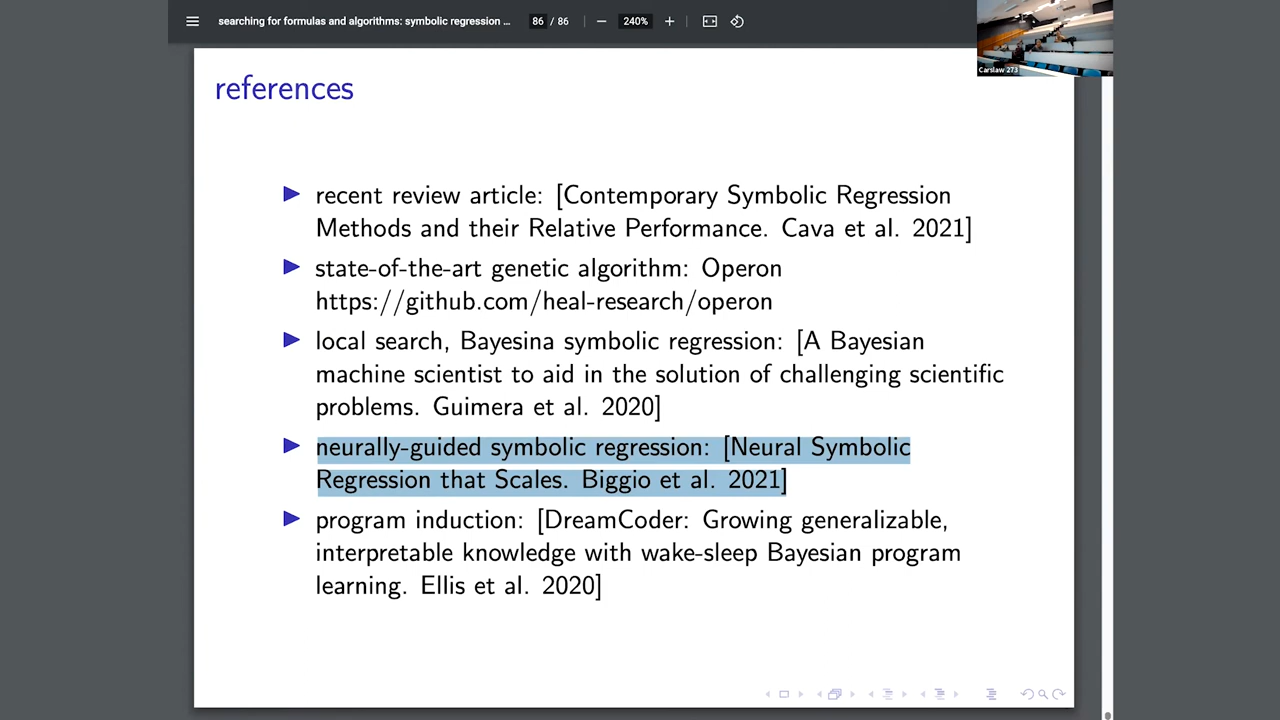 searching for formulas and algorithms: symbolic regression ...
86 / 86
240%
Carslaw 273
references
recent review article: [Contemporary Symbolic Regression
Methods and their Relative Performance. Cava et al. 2021]
state-of-the-art genetic algorithm: Operon
https://github.com/heal-research/operon
local search, Bayesina symbolic regression: [A Bayesian
machine scientist to aid in the solution of challenging scientific
problems. Guimera et al. 2020]
neurally-guided symbolic regression: [Neural Symbolic
Regression that Scales. Biggio et al. 2021]
program induction: [DreamCoder: Growing generalizable,
interpretable knowledge with wake-sleep Bayesian program
learning. Ellis et al. 2020]